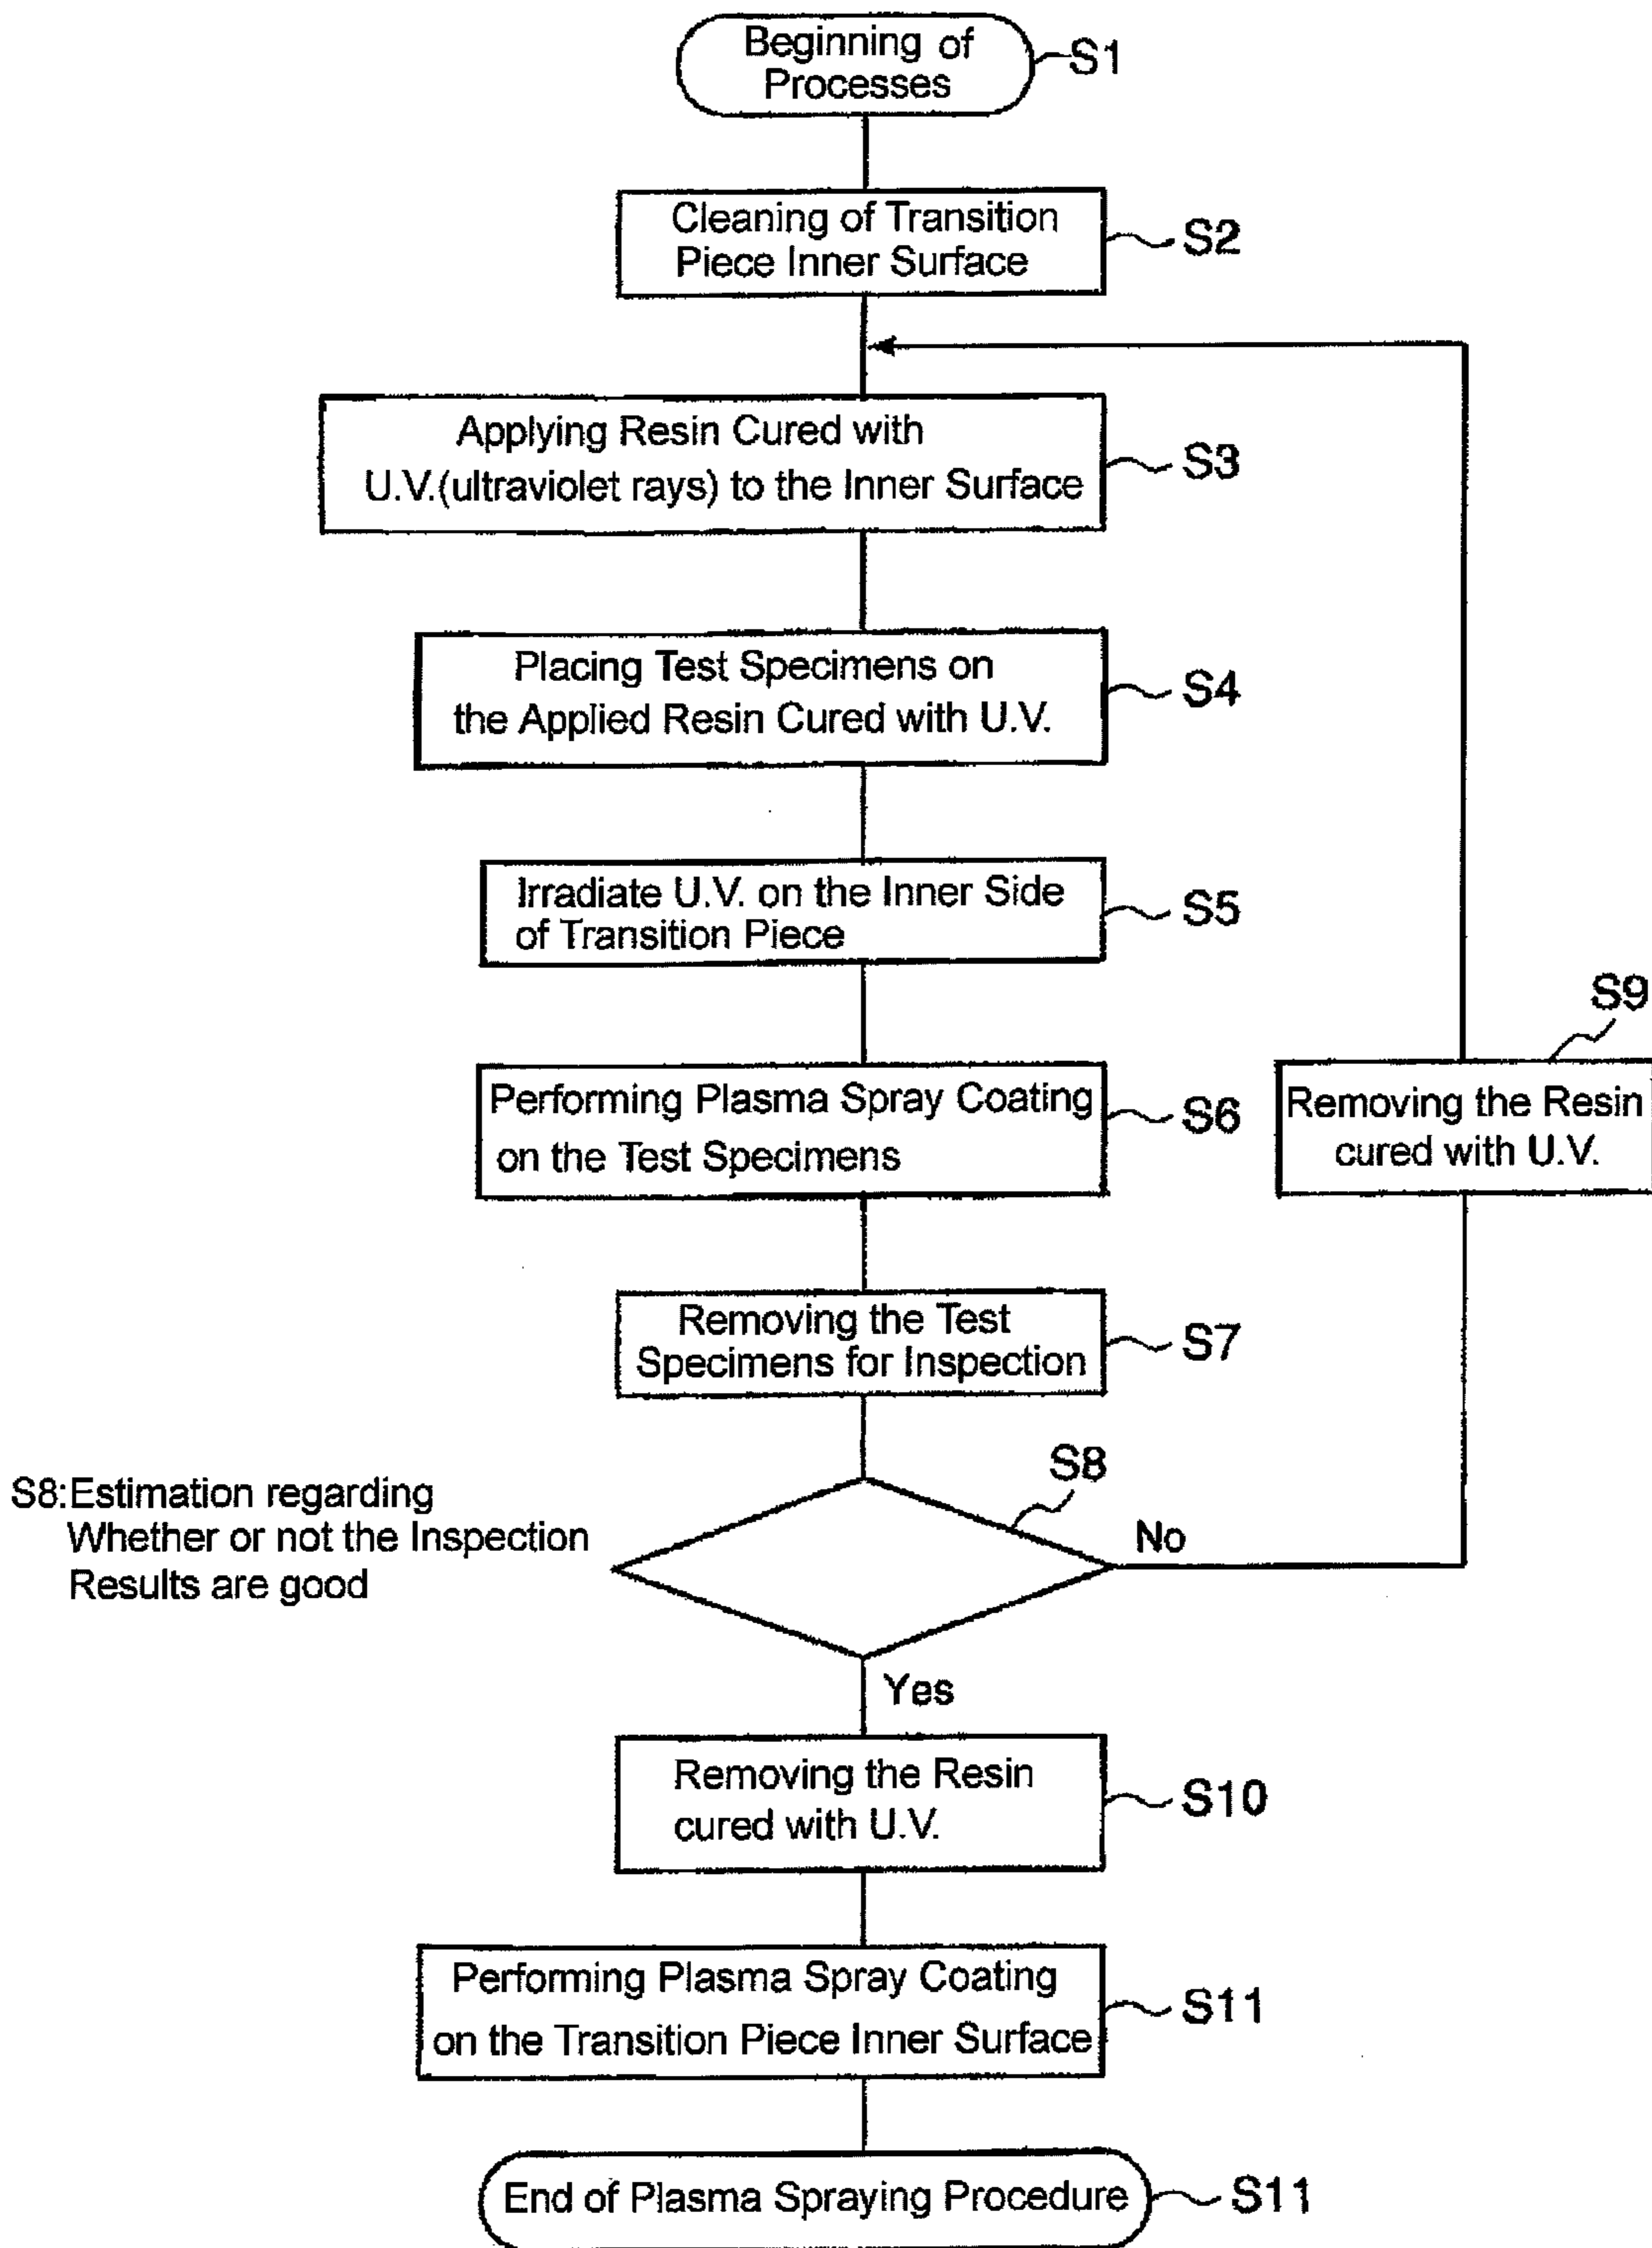 Beginning of
Processes
S1
Cleaning of Transition
Piece Inner Surface
S2
Applying Resin Cured with
U.V.(ultraviolet rays) to the Inner Surface
S3
Placing Test Specimens on
the Applied Resin Cured with U.V.
S4
Irradiate U.V. on the Inner Side
of Transition Piece
S5
Performing Plasma Spray Coating
on the Test Specimens
S6
S9
Removing the Resin
cured with U.V.
Removing the Test
Specimens for Inspection
S7
S8:Estimation regarding
Whether or not the Inspection
Results are good
S8
No
Yes
Removing the Resin
cured with U.V.
S10
Performing Plasma Spray Coating
on the Transition Piece Inner Surface
S11
End of Plasma Spraying Procedure
S11